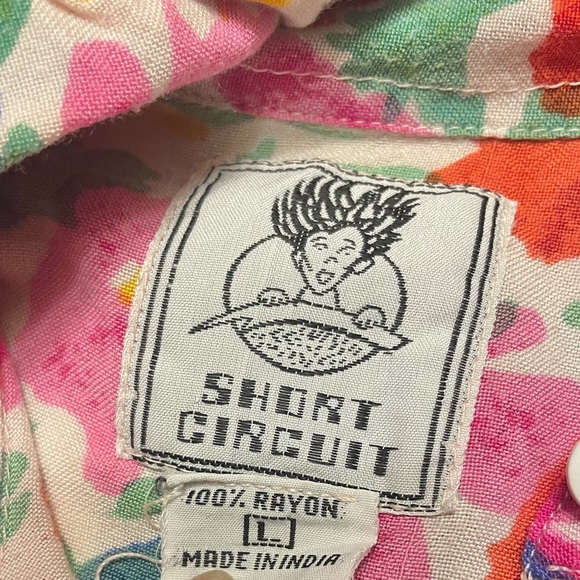 SHORT
CIRCUIT
100% RAYON
L
MADE IN INDIA